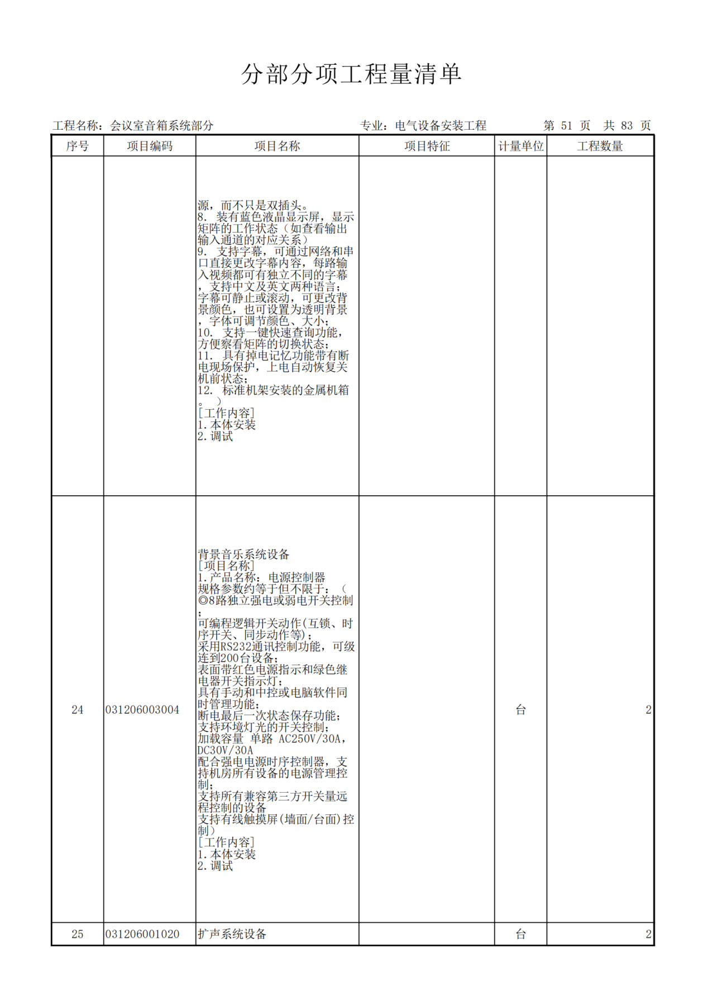 分部分项工程量清单
工程名称：会议室音箱系统部分 专业：电气设备安装工程 第 51 页 共 83 页
序号 项目编码 项目名称 项目特征 计量单位 工程数量
源，而不只是双插头。
8. 装有蓝色液晶显示屏，显示
矩阵的工作状态（如查看输出
输入通道的对应关系）
9. 支持字幕，可通过网络和串
口直接更改字幕内容，每路输
入视频都可有独立不同的字幕
，支持中文及英文两种语言；
字幕可静止或滚动，可更改背
景颜色，也可设置为透明背景
，字体可调节颜色、大小；
10. 支持一键快速查询功能，
方便察看矩阵的切换状态；
11. 具有掉电记忆功能带有断
电现场保护，上电自动恢复关
机前状态；
12. 标准机架安装的金属机箱
。 ）
[工作内容]
1.本体安装
2.调试
背景音乐系统设备
[项目名称]
1.产品名称：电源控制器
规格参数约等于但不限于：（
◎8路独立强电或弱电开关控制
；
可编程逻辑开关动作(互锁、时
序开关、同步动作等)；
采用RS232通讯控制功能，可级
连到200台设备；
表面带红色电源指示和绿色继
电器开关指示灯；
具有手动和中控或电脑软件同
时管理功能；
断电最后一次状态保存功能；
24 031206003004 台 2
支持环境灯光的开关控制；
加载容量 单路 AC250V/30A，
DC30V/30A
配合强电电源时序控制器，支
持机房所有设备的电源管理控
制；
支持所有兼容第三方开关量远
程控制的设备
支持有线触摸屏(墙面/台面)控
制）
[工作内容]
1.本体安装
2.调试
25 031206001020 扩声系统设备 台 2